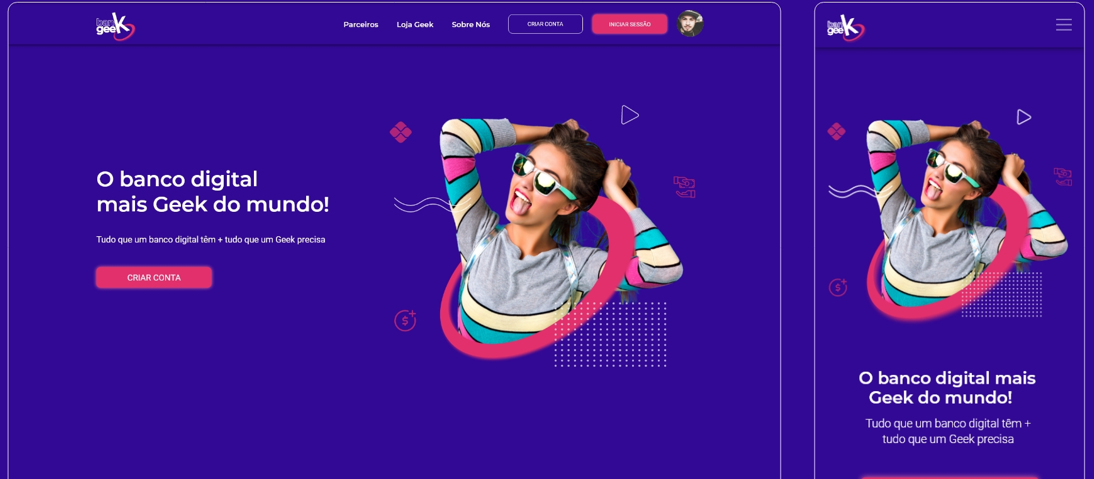 ban
geek
Parceiros
Loja Geek
Sobre Nós
CRIAR CONTA
INICIAR SESSÃO
O banco digital
mais Geek do mundo!
Tudo que um banco digital têm + tudo que um Geek precisa
CRIAR CONTA
ban
geek
O banco digital mais
Geek do mundo!
Tudo que um banco digital têm +
tudo que um Geek precisa